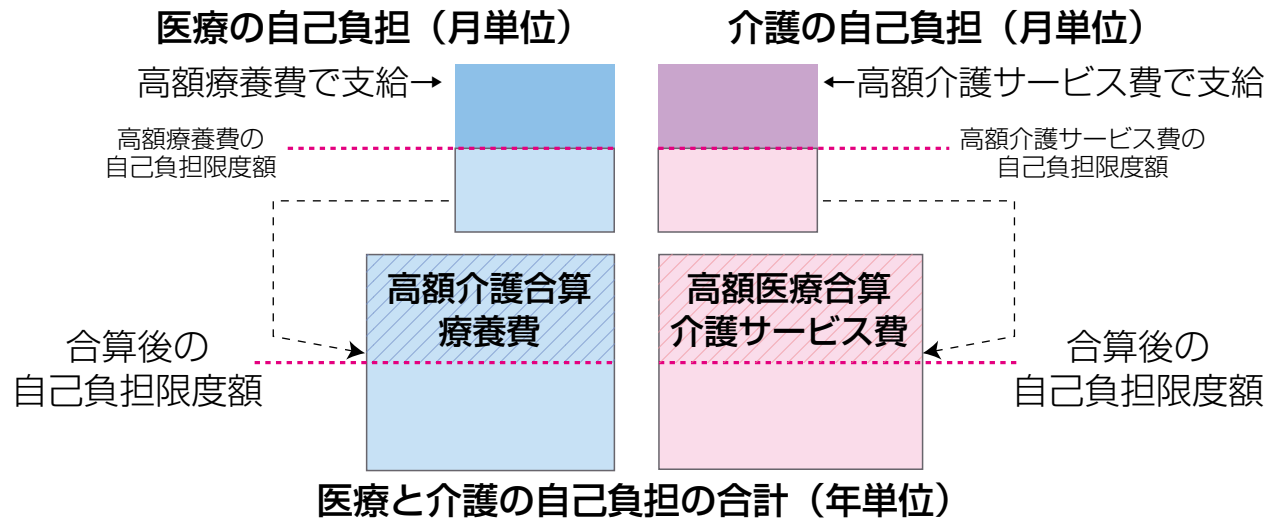 医療の自己負担（月単位）
介護の自己負担（月単位）
高額療養費で支給→
←高額介護サービス費で支給
高額療養費の
自己負担限度額
高額介護サービス費の
自己負担限度額
高額介護合算
療養費
高額医療合算
介護サービス費
合算後の
自己負担限度額
合算後の
自己負担限度額
医療と介護の自己負担の合計（年単位）